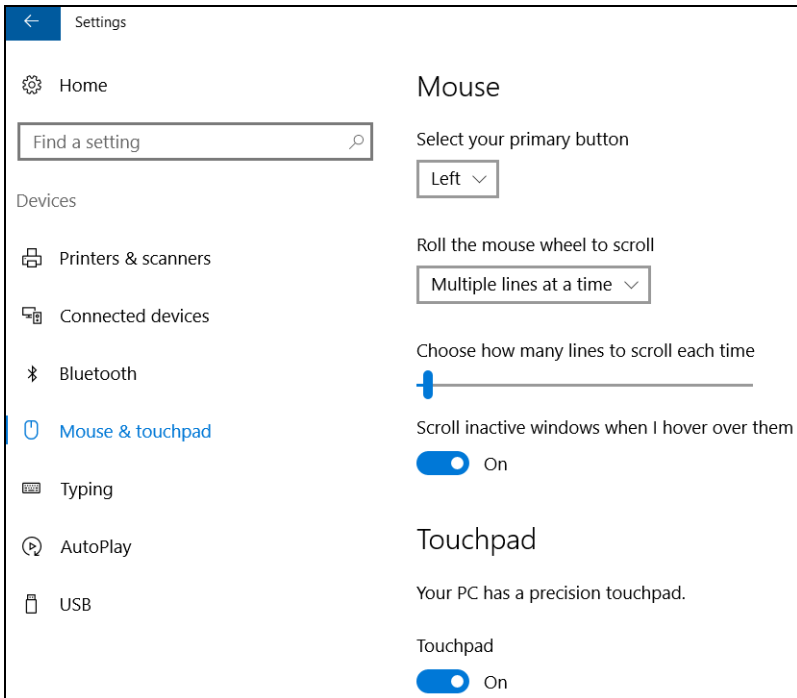 Settings
Home
Find a setting
Devices
Printers & scanners
Connected devices
Bluetooth
Mouse & touchpad
Typing
AutoPlay
USB
Mouse
Select your primary button
Left
Roll the mouse wheel to scroll
Multiple lines at a time
Choose how many lines to scroll each time
Scroll inactive windows when I hover over them
On
Touchpad
Your PC has a precision touchpad.
Touchpad
On